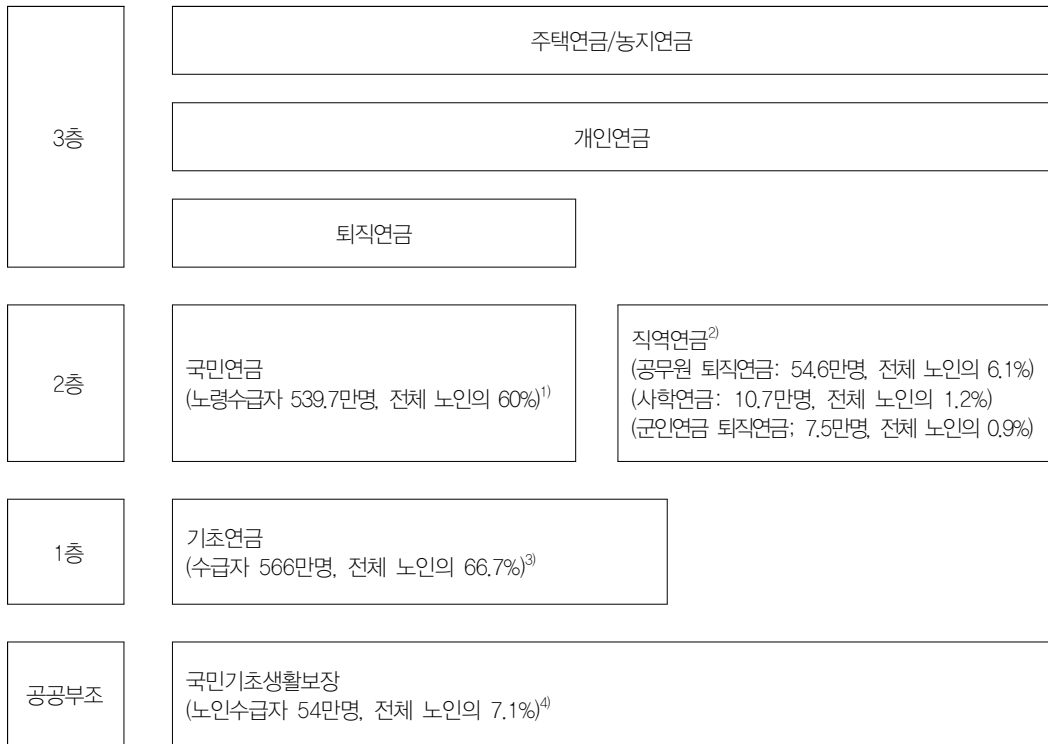 주택연금/농지연금
3층
개인연금
퇴직연금
2층
국민연금
(노령수급자 539.7만명, 전체 노인의 60%)1)
직역연금2)
(공무원 퇴직연금: 54.6만명, 전체 노인의 6.1%)
(사학연금: 10.7만명, 전체 노인의 1.2%)
(군인연금 퇴직연금; 7.5만명, 전체 노인의 0.9%)
1층
기초연금
(수급자 566만명, 전체 노인의 66.7%)3)
공공부조
국민기초생활보장
(노인수급자 54만명, 전체 노인의 7.1%)4)